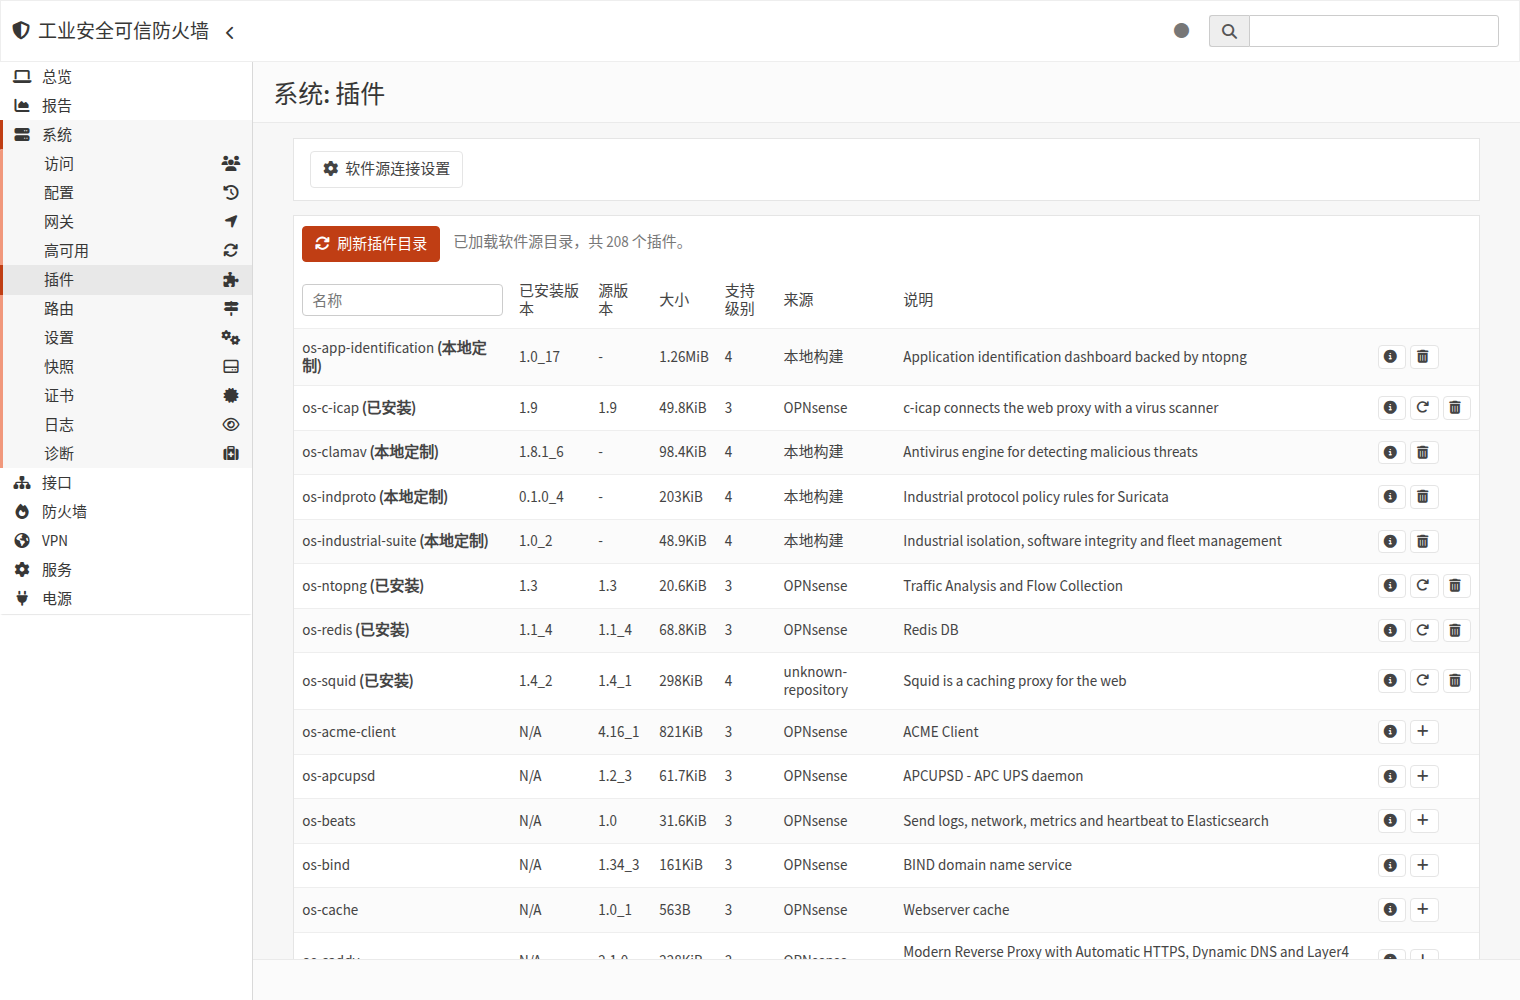 工业安全可信防火墙
总览
报告
系统
访问
配置
网关
高可用
插件
路由
设置
快照
证书
日志
诊断
接口
防火墙
VPN
服务
电源
系统: 插件
软件源连接设置
刷新插件目录 已加载软件源目录，共 208 个插件。
名称 已安装版本 源版本 大小 支持级别 来源 说明
os-app-identification (本地定制) 1.0_17 - 1.26MiB 4 本地构建 Application identification dashboard backed by ntopng
os-c-icap (已安装) 1.9 1.9 49.8KiB 3 OPNsense c-icap connects the web proxy with a virus scanner
os-clamav (本地定制) 1.8.1_6 - 98.4KiB 4 本地构建 Antivirus engine for detecting malicious threats
os-indproto (本地定制) 0.1.0_4 - 203KiB 4 本地构建 Industrial protocol policy rules for Suricata
os-industrial-suite (本地定制) 1.0_2 - 48.9KiB 4 本地构建 Industrial isolation, software integrity and fleet management
os-ntopng (已安装) 1.3 1.3 20.6KiB 3 OPNsense Traffic Analysis and Flow Collection
os-redis (已安装) 1.1_4 1.1_4 68.8KiB 3 OPNsense Redis DB
os-squid (已安装) 1.4_2 1.4_1 298KiB 4 unknown-repository Squid is a caching proxy for the web
os-acme-client N/A 4.16_1 821KiB 3 OPNsense ACME Client
os-apcupsd N/A 1.2_3 61.7KiB 3 OPNsense APCUPSD - APC UPS daemon
os-beats N/A 1.0 31.6KiB 3 OPNsense Send logs, network, metrics and heartbeat to Elasticsearch
os-bind N/A 1.34_3 161KiB 3 OPNsense BIND domain name service
os-cache N/A 1.0_1 563B 3 OPNsense Webserver cache
Modern Reverse Proxy with Automatic HTTPS, Dynamic DNS and Layer4